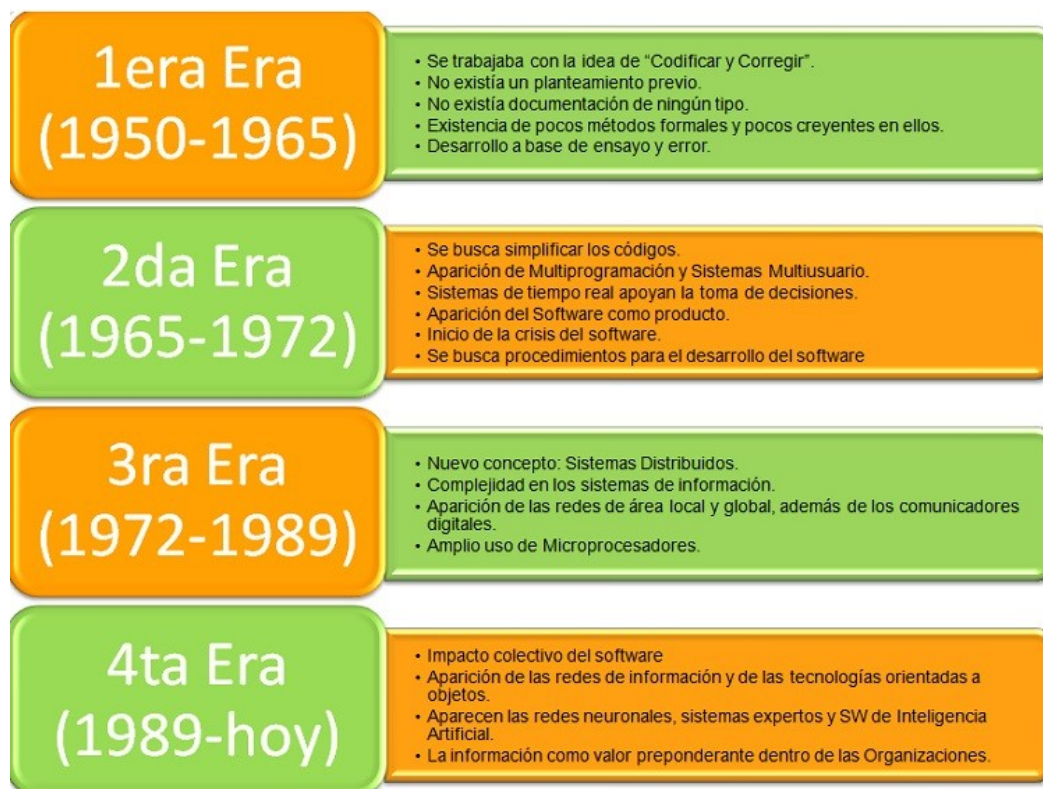 1era Era
(1950-1965)
• Se trabajaba con la idea de “Codificar y Corregir”.
• No existía un planteamiento previo.
• No existía documentación de ningún tipo.
• Existencia de pocos métodos formales y pocos creyentes en ellos.
• Desarrollo a base de ensayo y error.
2da Era
(1965-1972)
• Se busca simplificar los códigos.
• Aparición de Multiprogramación y Sistemas Multiusuario.
• Sistemas de tiempo real apoyan la toma de decisiones.
• Aparición del Software como producto.
• Inicio de la crisis del software.
• Se busca procedimientos para el desarrollo del software
3ra Era
(1972-1989)
• Nuevo concepto: Sistemas Distribuidos.
• Complejidad en los sistemas de información.
• Aparición de las redes de área local y global, además de los comunicadores
digitales.
• Amplio uso de Microprocesadores.
4ta Era
(1989-hoy)
• Impacto colectivo del software
• Aparición de las redes de información y de las tecnologías orientadas a
objetos.
• Aparecen las redes neuronales, sistemas expertos y SW de Inteligencia
Artificial.
• La información como valor preponderante dentro de las Organizaciones.